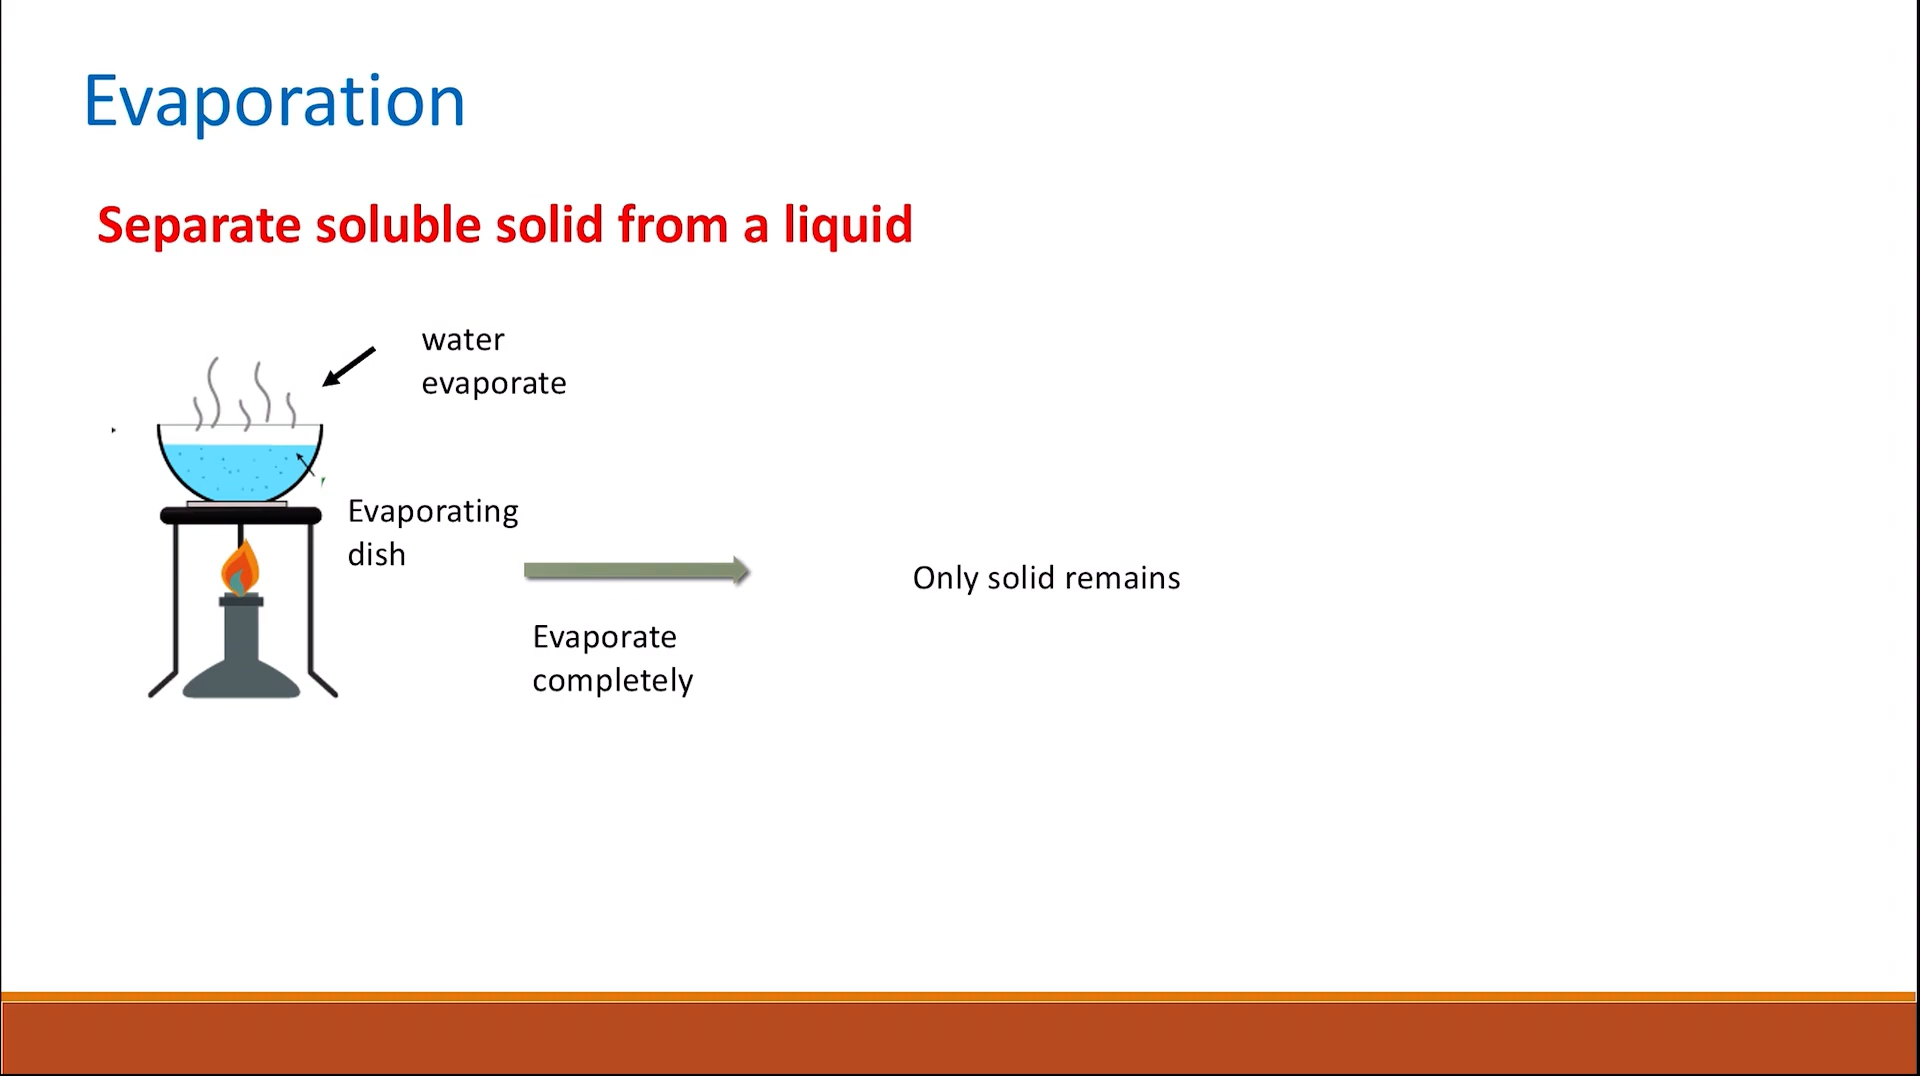 Evaporation
Separate soluble solid from a liquid
water
evaporate
Evaporating
dish
Only solid remains
Evaporate
completely